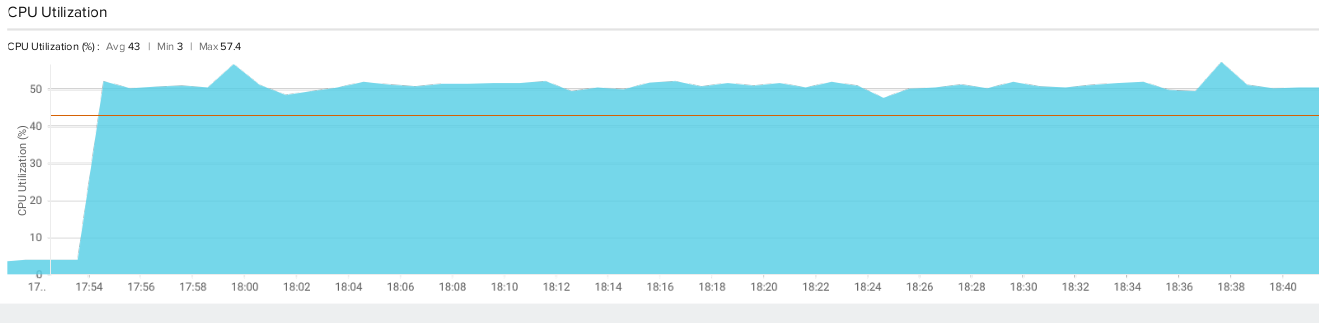 CPU Utilization
CPU Utilization (%) : Avg 43 | Min 3 | Max 57.4
CPU Utilization (%)
50
40
30
20
10
0
17.. 17:54 17:56 17:58 18:00 18:02 18:04 18:06 18:08 18:10 18:12 18:14 18:16 18:18 18:20 18:22 18:24 18:26 18:28 18:30 18:32 18:34 18:36 18:38 18:40